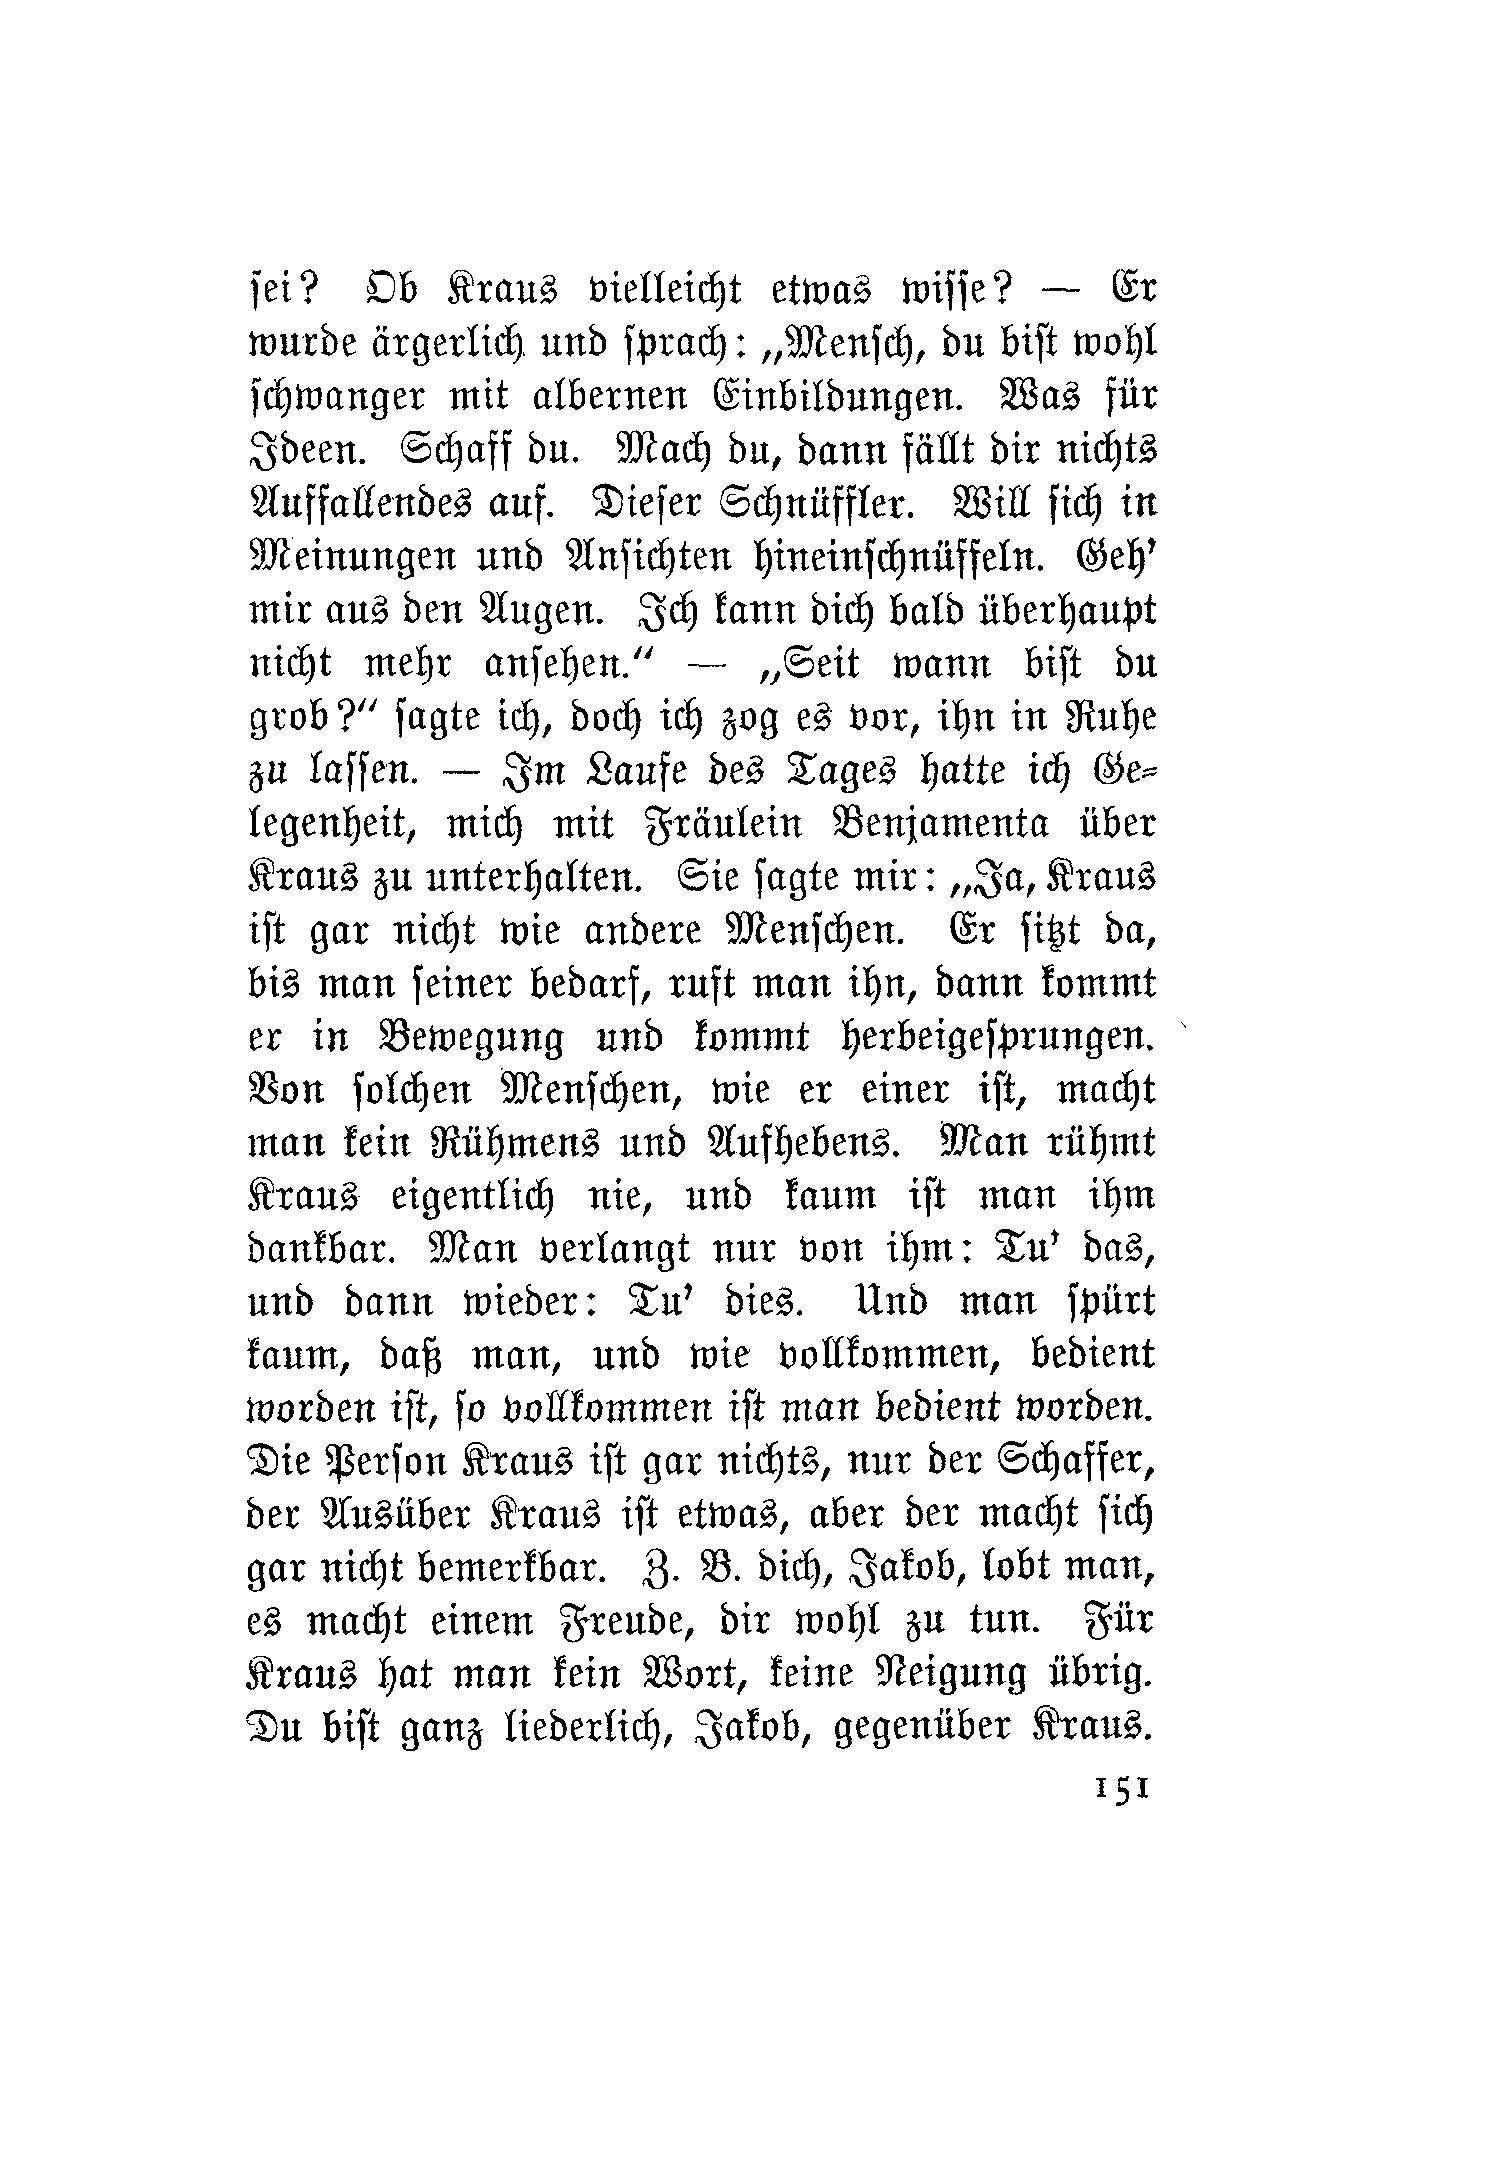 sei? Ob Kraus vielleicht etwas wisse? — Er
wurde ärgerlich und sprach: „Mensch, du bist wohl
schwanger mit albernen Einbildungen. Was für
Ideen. Schaff du. Mach du, dann fällt dir nichts
Auffallendes auf. Dieser Schnüffler. Will sich in
Meinungen und Ansichten hineinschnüffeln. Geh’
mir aus den Augen. Ich kann dich bald überhaupt
nicht mehr ansehen.“ — „Seit wann bist du
grob?“ sagte ich, doch ich zog es vor, ihn in Ruhe
zu lassen. — Im Laufe des Tages hatte ich Ge-
legenheit, mich mit Fräulein Benjamenta über
Kraus zu unterhalten. Sie sagte mir: „Ja, Kraus
ist gar nicht wie andere Menschen. Er sitzt da,
bis man seiner bedarf, ruft man ihn, dann kommt
er in Bewegung und kommt herbeigesprungen.
Von solchen Menschen, wie er einer ist, macht
man kein Rühmens und Aufhebens. Man rühmt
Kraus eigentlich nie, und kaum ist man ihm
dankbar. Man verlangt nur von ihm: Tu’ das,
und dann wieder: Tu’ dies. Und man spürt
kaum, daß man, und wie vollkommen, bedient
worden ist, so vollkommen ist man bedient worden.
Die Person Kraus ist gar nichts, nur der Schaffer,
der Ausüber Kraus ist etwas, aber der macht sich
gar nicht bemerkbar. Z. B. dich, Jakob, lobt man,
es macht einem Freude, dir wohl zu tun. Für
Kraus hat man kein Wort, keine Neigung übrig.
Du bist ganz liederlich, Jakob, gegenüber Kraus.
151